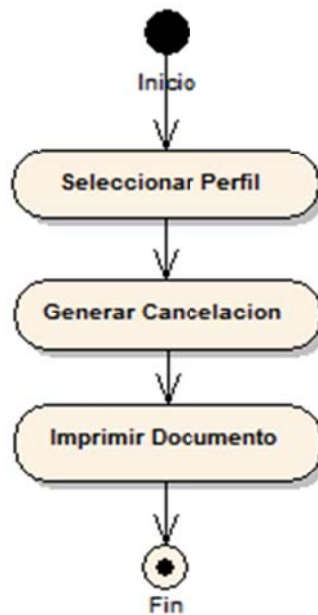 Inicio
Seleccionar Perfil
Generar Cancelacion
Imprimir Documento
Fin